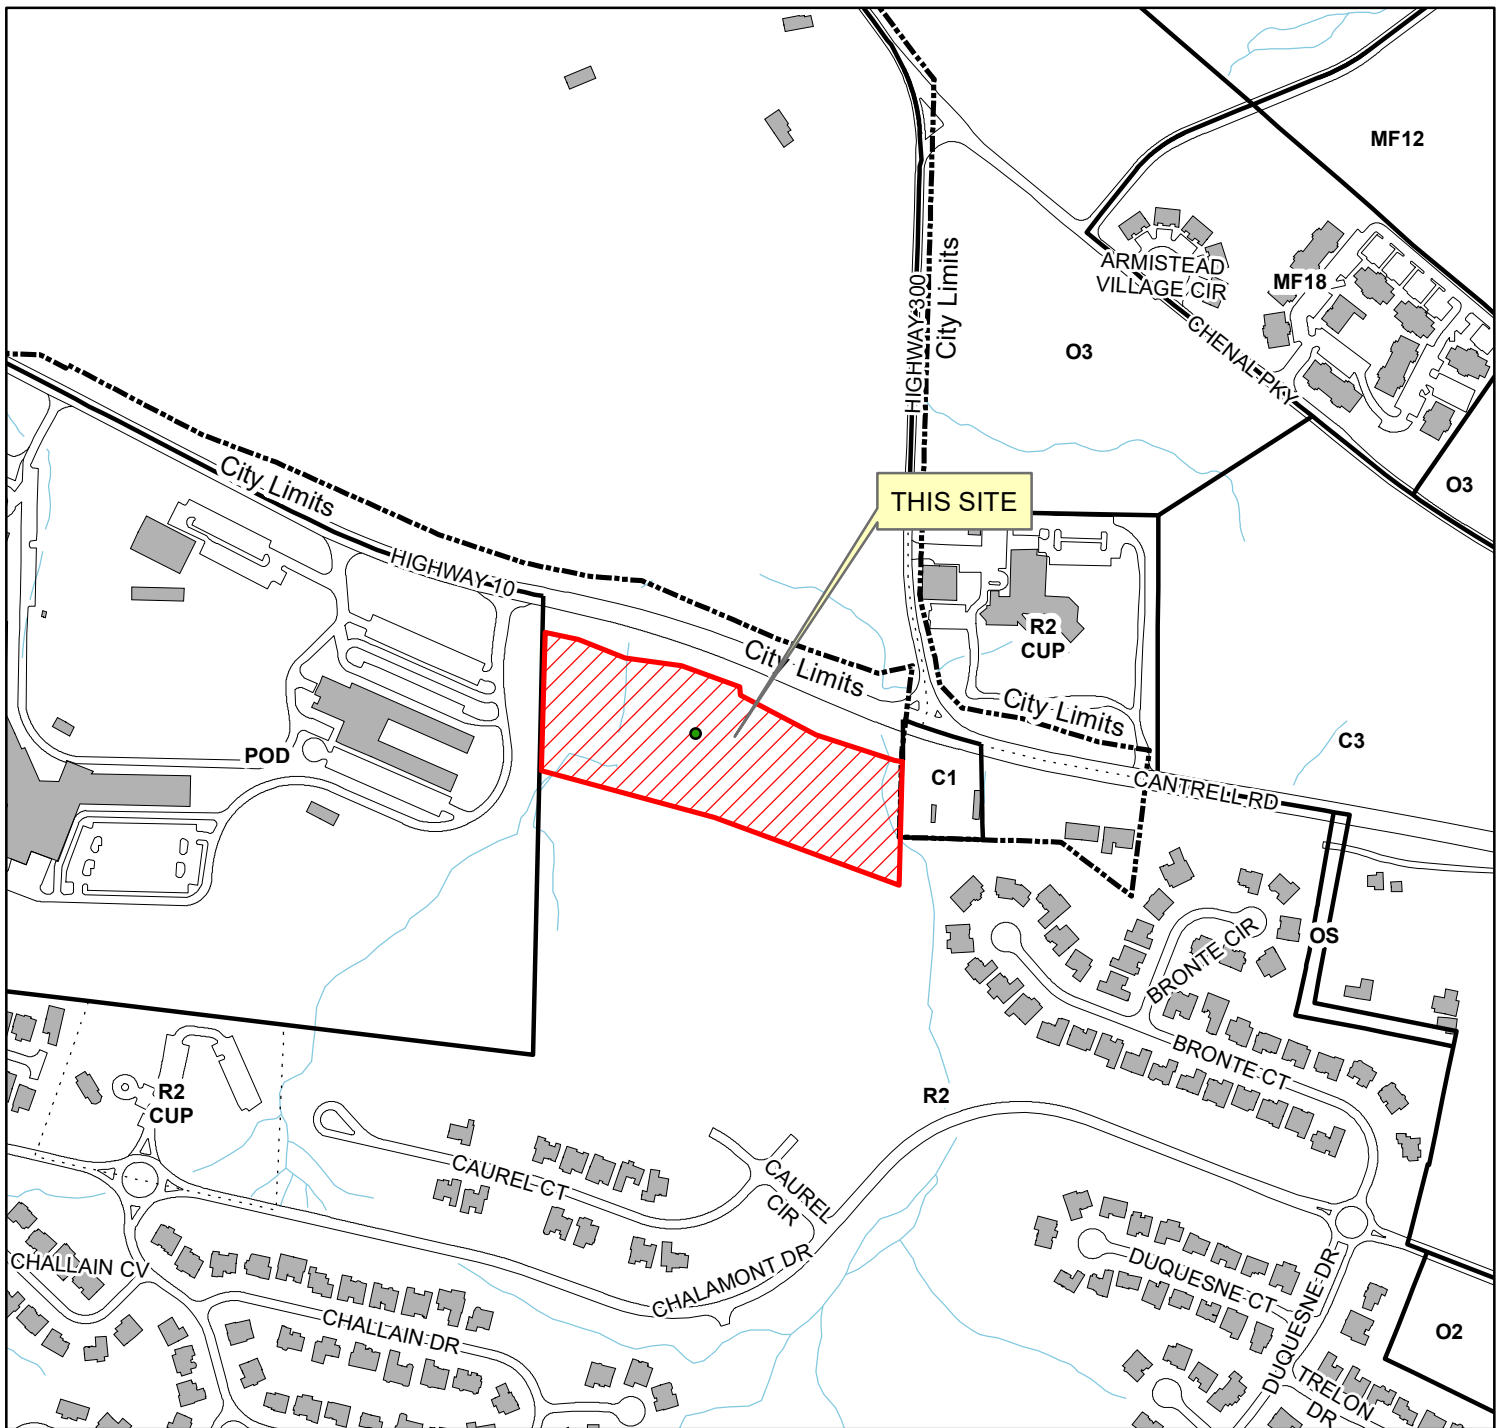 MF12
ARMISTEAD
VILLAGE CIR
MF18
City Limits
HIGHWAY 300
O3
CHENAL PKY
O3
City Limits
THIS SITE
HIGHWAY 10
R2
CUP
City Limits
City Limits
C3
POD
C1
CANTRELL RD
OS
BRONTE CIR
BRONTE CT
R2
R2
CUP
CAUREL CT
CAUREL
CIR
CHALLAIN CV
CHALAMONT DR
DUQUESNE CT
DUQUESNE DR
CHALLAIN DR
O2
TRELON
DR